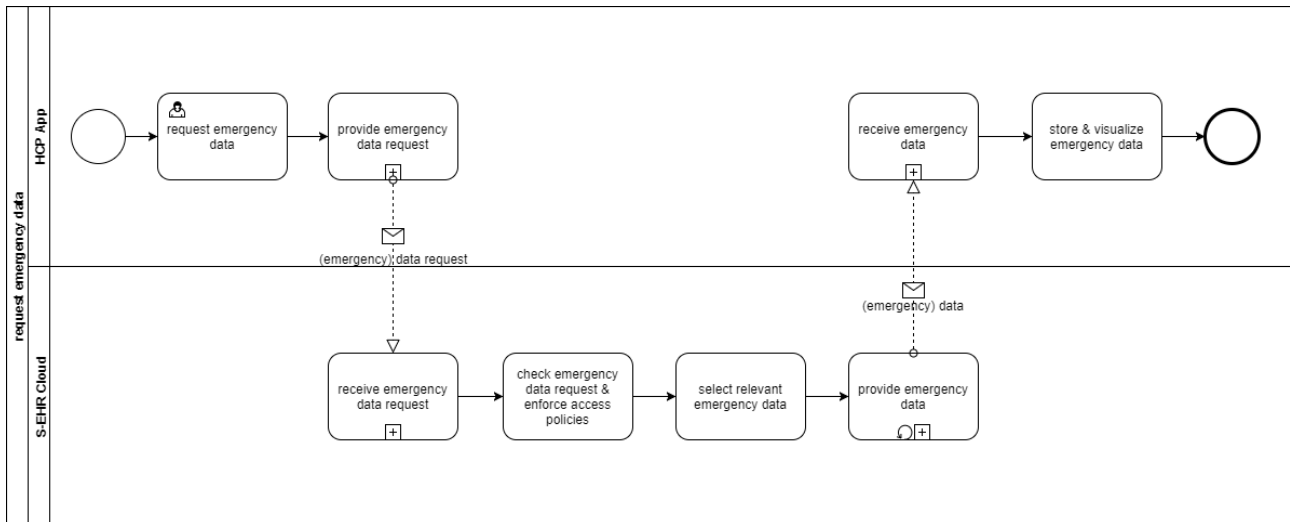 request emergency data
HCP App
request emergency
data
provide emergency
data request
receive emergency
data
store & visualize
emergency data
(emergency) data request
(emergency) data
S-EHR Cloud
receive emergency
data request
check emergency
data request &
enforce access
policies
select relevant
emergency data
provide emergency
data